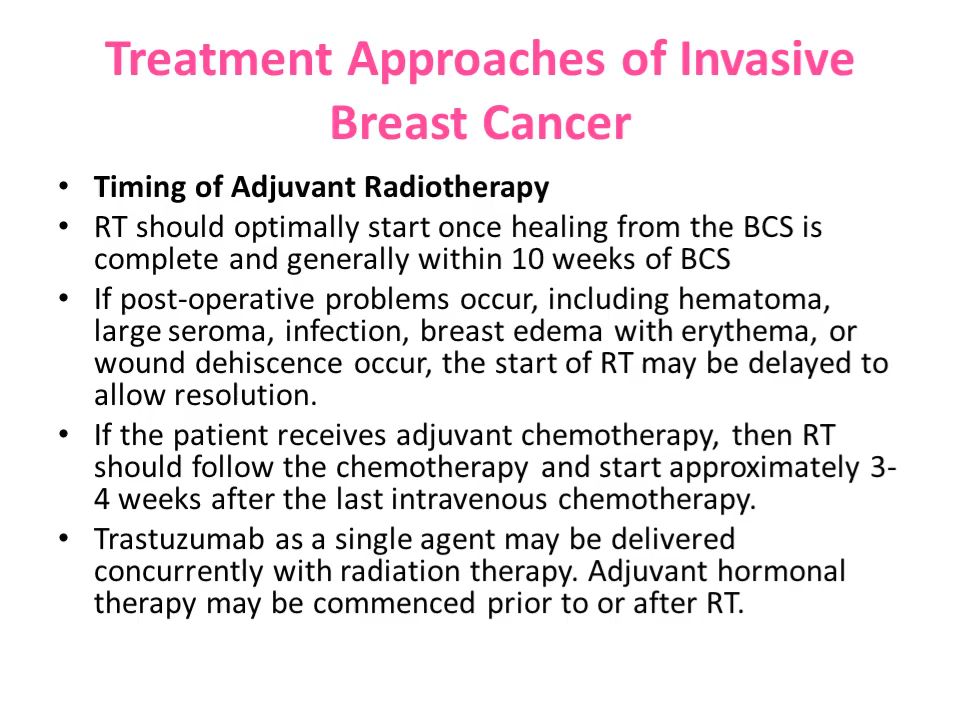 Treatment Approaches of Invasive
Breast Cancer
• Timing of Adjuvant Radiotherapy
• RT should optimally start once healing from the BCS is
complete and generally within 10 weeks of BCS
• If post-operative problems occur, including hematoma,
large seroma, infection, breast edema with erythema, or
wound dehiscence occur, the start of RT may be delayed to
allow resolution.
• If the patient receives adjuvant chemotherapy, then RT
should follow the chemotherapy and start approximately 3-
4 weeks after the last intravenous chemotherapy.
• Trastuzumab as a single agent may be delivered
concurrently with radiation therapy. Adjuvant hormonal
therapy may be commenced prior to or after RT.